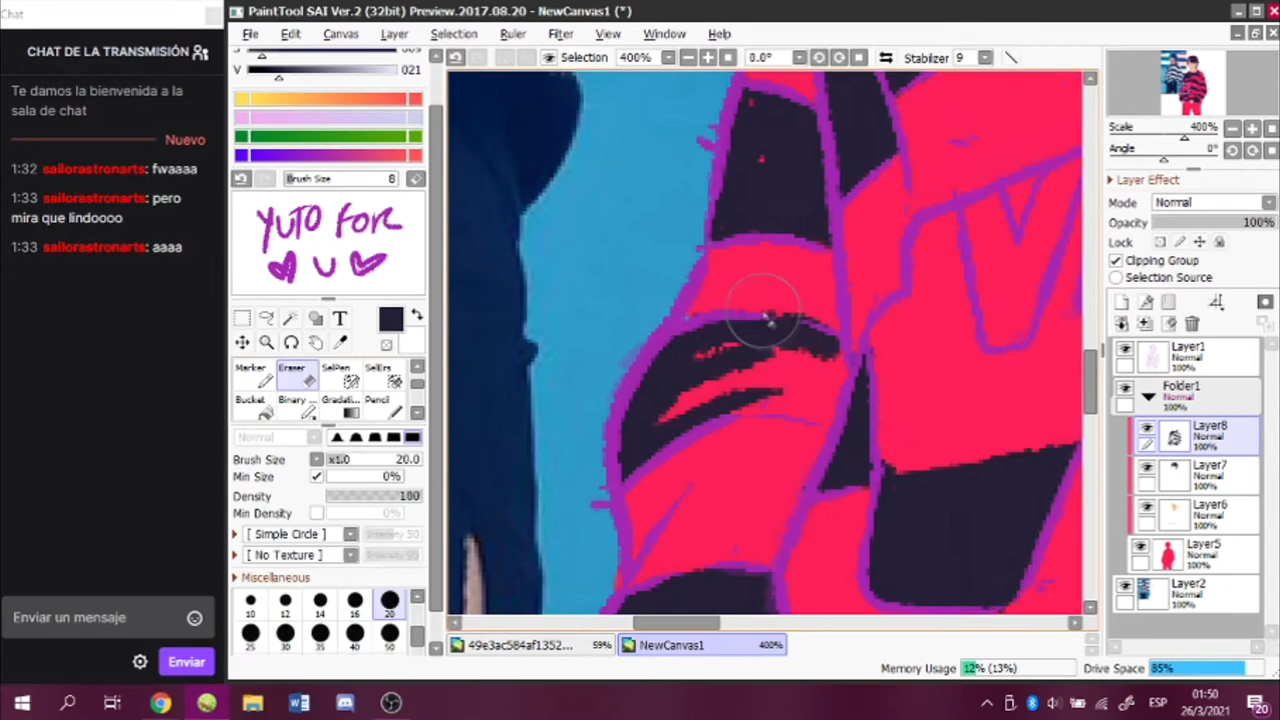 Chat
CHAT DE LA TRANSMISIÓN
Te damos la bienvenida a la
sala de chat
Nuevo
1:32 sailorastronarts: fwaaaa
1:33 sailorastronarts: pero
mira que lindoooo
1:33 sailorastronarts: aaaa
Enviar un mensaje
Enviar
PaintTool SAI Ver.2 (32bit) Preview.2017.08.20 - NewCanvas1 (*)
File Edit Canvas Layer Selection Ruler Filter View Window Help
Selection 400% 0.0° Stabilizer 9
V 021
Brush Size 8
YUTO FOR
U
T
Marker Eraser SelPen SelErs
Bucket Binary ... Gradati... Pencil
Normal
Brush Size x1.0 20.0
Min Size 0%
Density 100
Min Density 0%
[ Simple Circle ] Intensity 50
[ No Texture ] Intensity 95
Miscellaneous
10 12 14 16 20
25 30 35 40 50
49e3ac584af1352... 59% NewCanvas1 400%
Scale 400%
Angle 0°
Layer Effect
Mode Normal
Opacity 100%
Lock
Clipping Group
Selection Source
Layer1
Normal
100%
Folder1
Normal
100%
Layer8
Normal
100%
Layer7
Normal
100%
Layer6
Normal
100%
Layer5
Normal
100%
Layer2
Normal
100%
Memory Usage 12% (13%) Drive Space 85%
ESP
01:50
26/3/2021
20